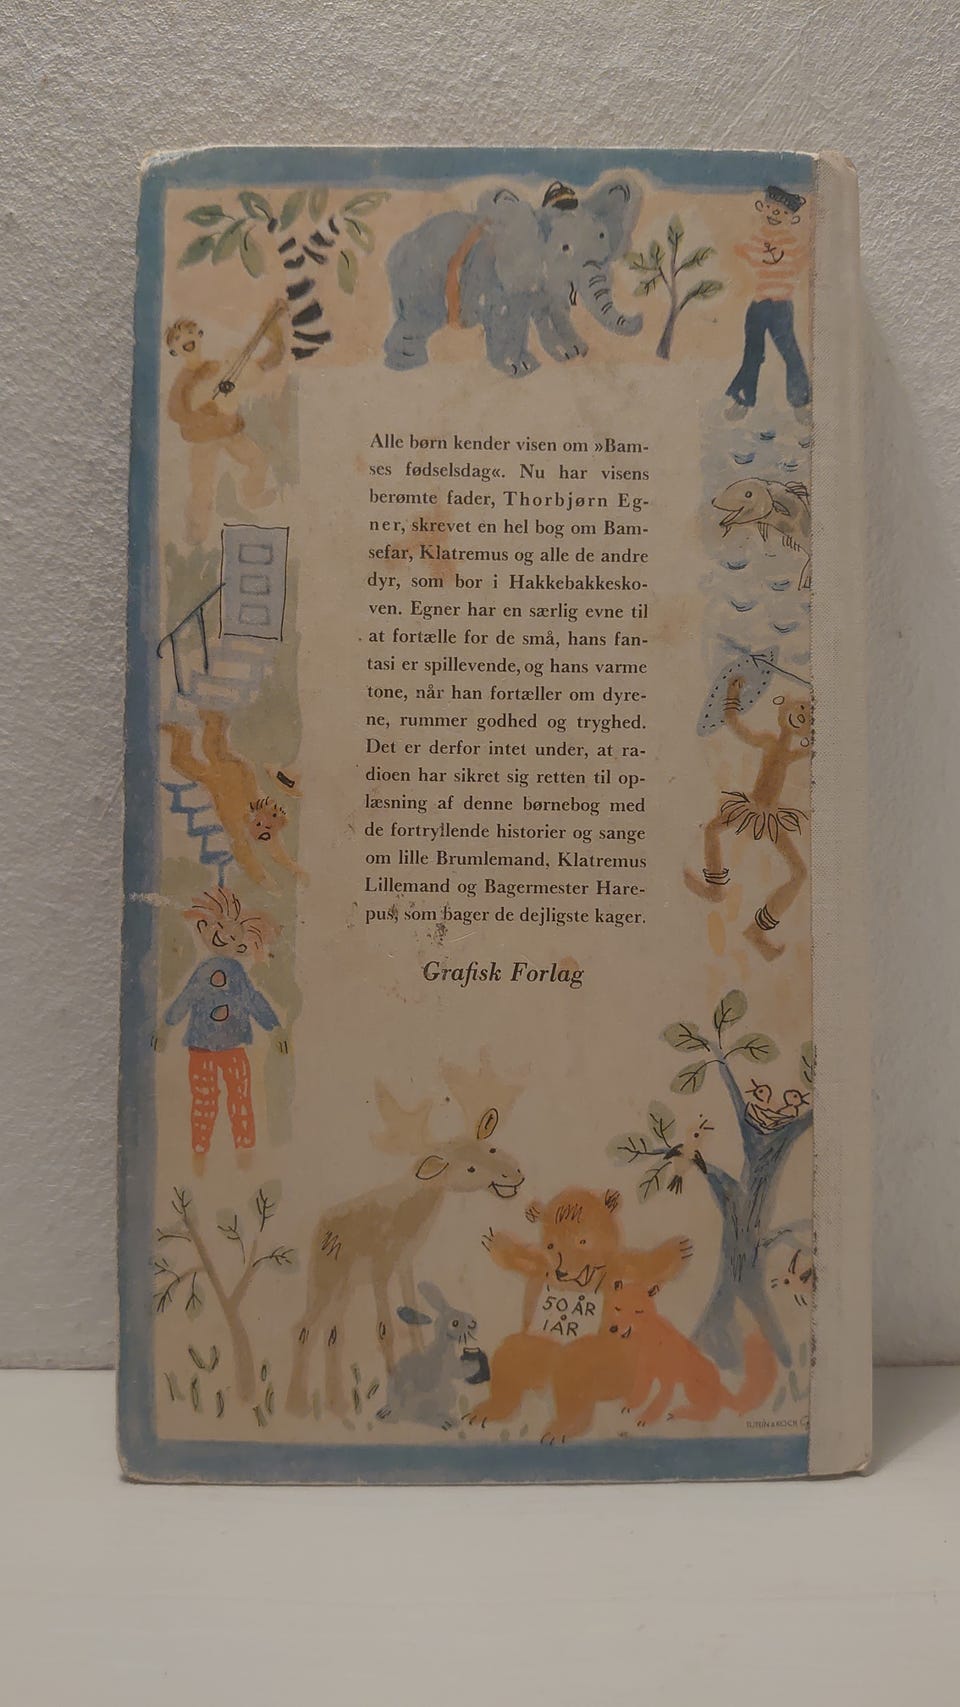 Alle børn kender visen om »Bam-
ses fødselsdag«. Nu har visens
berømte fader, Thorbjørn Eg-
ner, skrevet en hel bog om Bam-
sefar, Klatremus og alle de andre
dyr, som bor i Hakkebakkesko-
ven. Egner har en særlig evne til
at fortælle for de små, hans fan-
tasi er spillevende, og hans varme
tone, når han fortæller om dyre-
ne, rummer godhed og tryghed.
Det er derfor intet under, at ra-
dioen har sikret sig retten til op-
læsning af denne børnebog med
de fortryllende historier og sange
om lille Brumlemand, Klatremus
Lillemand og Bagermester Hare-
pus, som bager de dejligste kager.
Grafisk Forlag
50 ÅR
I ÅR